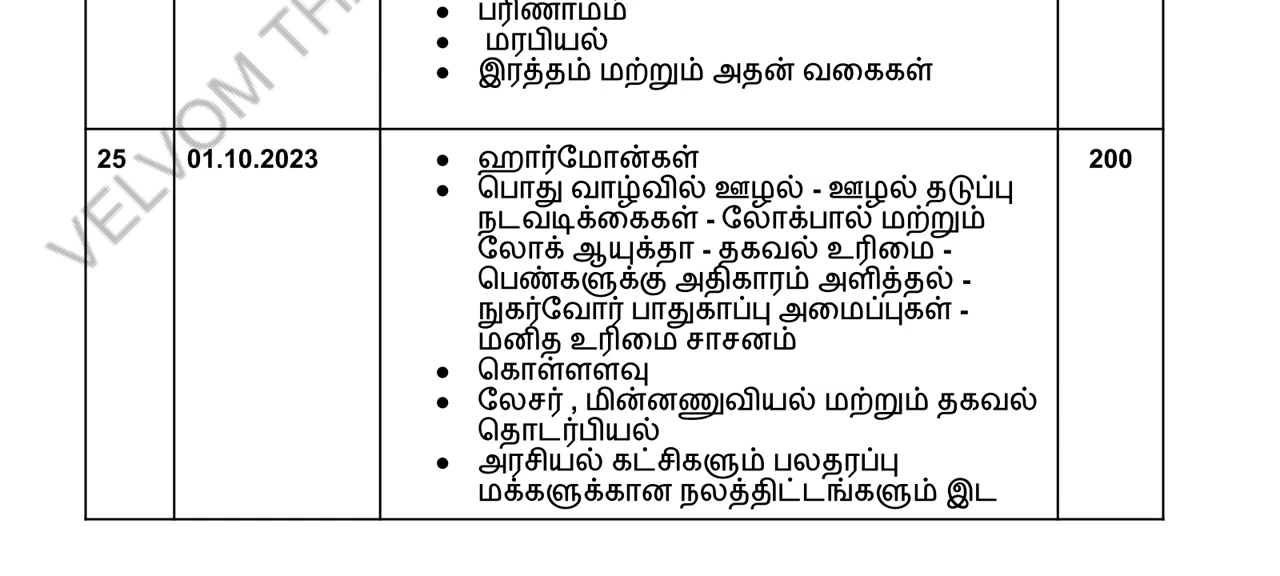 பரிணாமம்
மரபியல்
இரத்தம் மற்றும் அதன் வகைகள்
VELVOM
25 01.10.2023 ஹார்மோன்கள் 200
பொது வாழ்வில் ஊழல் - ஊழல் தடுப்பு
நடவடிக்கைகள் - லோக்பால் மற்றும்
லோக் ஆயுக்தா - தகவல் உரிமை -
பெண்களுக்கு அதிகாரம் அளித்தல் -
நுகர்வோர் பாதுகாப்பு அமைப்புகள் -
மனித உரிமை சாசனம்
கொள்ளளவு
லேசர் , மின்னணுவியல் மற்றும் தகவல்
தொடர்பியல்
அரசியல் கட்சிகளும் பலதரப்பு
மக்களுக்கான நலத்திட்டங்களும் இட